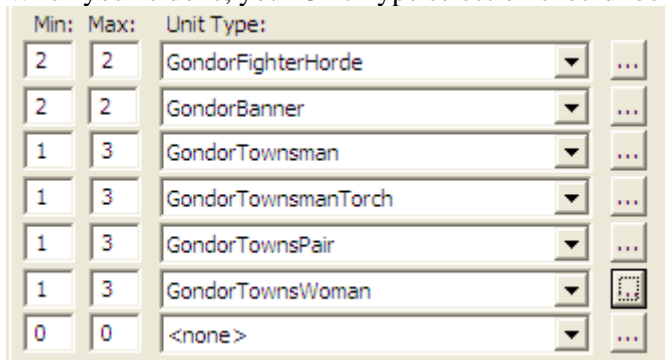 Min: Max: Unit Type:
2 2 GondorFighterHorde ...
2 2 GondorBanner ...
1 3 GondorTownsman ...
1 3 GondorTownsmanTorch ...
1 3 GondorTownsPair ...
1 3 GondorTownsWoman ...
0 0 <none> ...